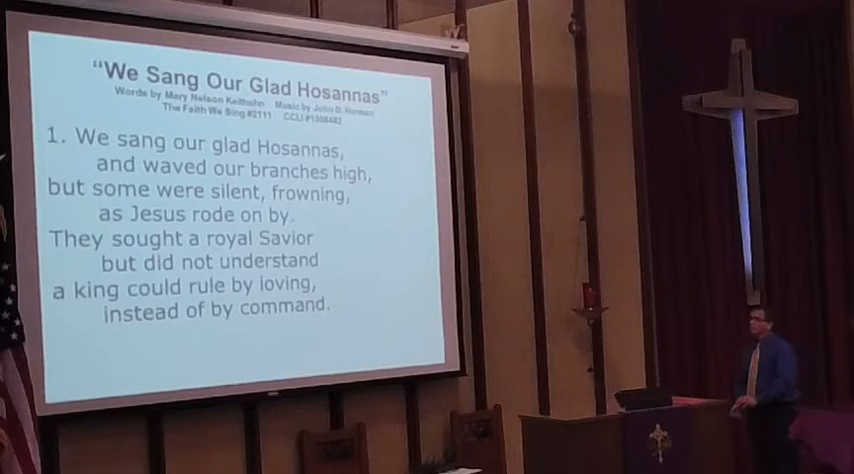 “We Sang Our Glad Hosannas”
Words by Mary Nelson Keithahn Music by John D. Horman
The Faith We Sing #2111 CCLI
1. We sang our glad Hosannas,
and waved our branches high,
but some were silent, frowning,
as Jesus rode on by.
They sought a royal Savior
but did not understand
a king could rule by loving,
instead of by command.